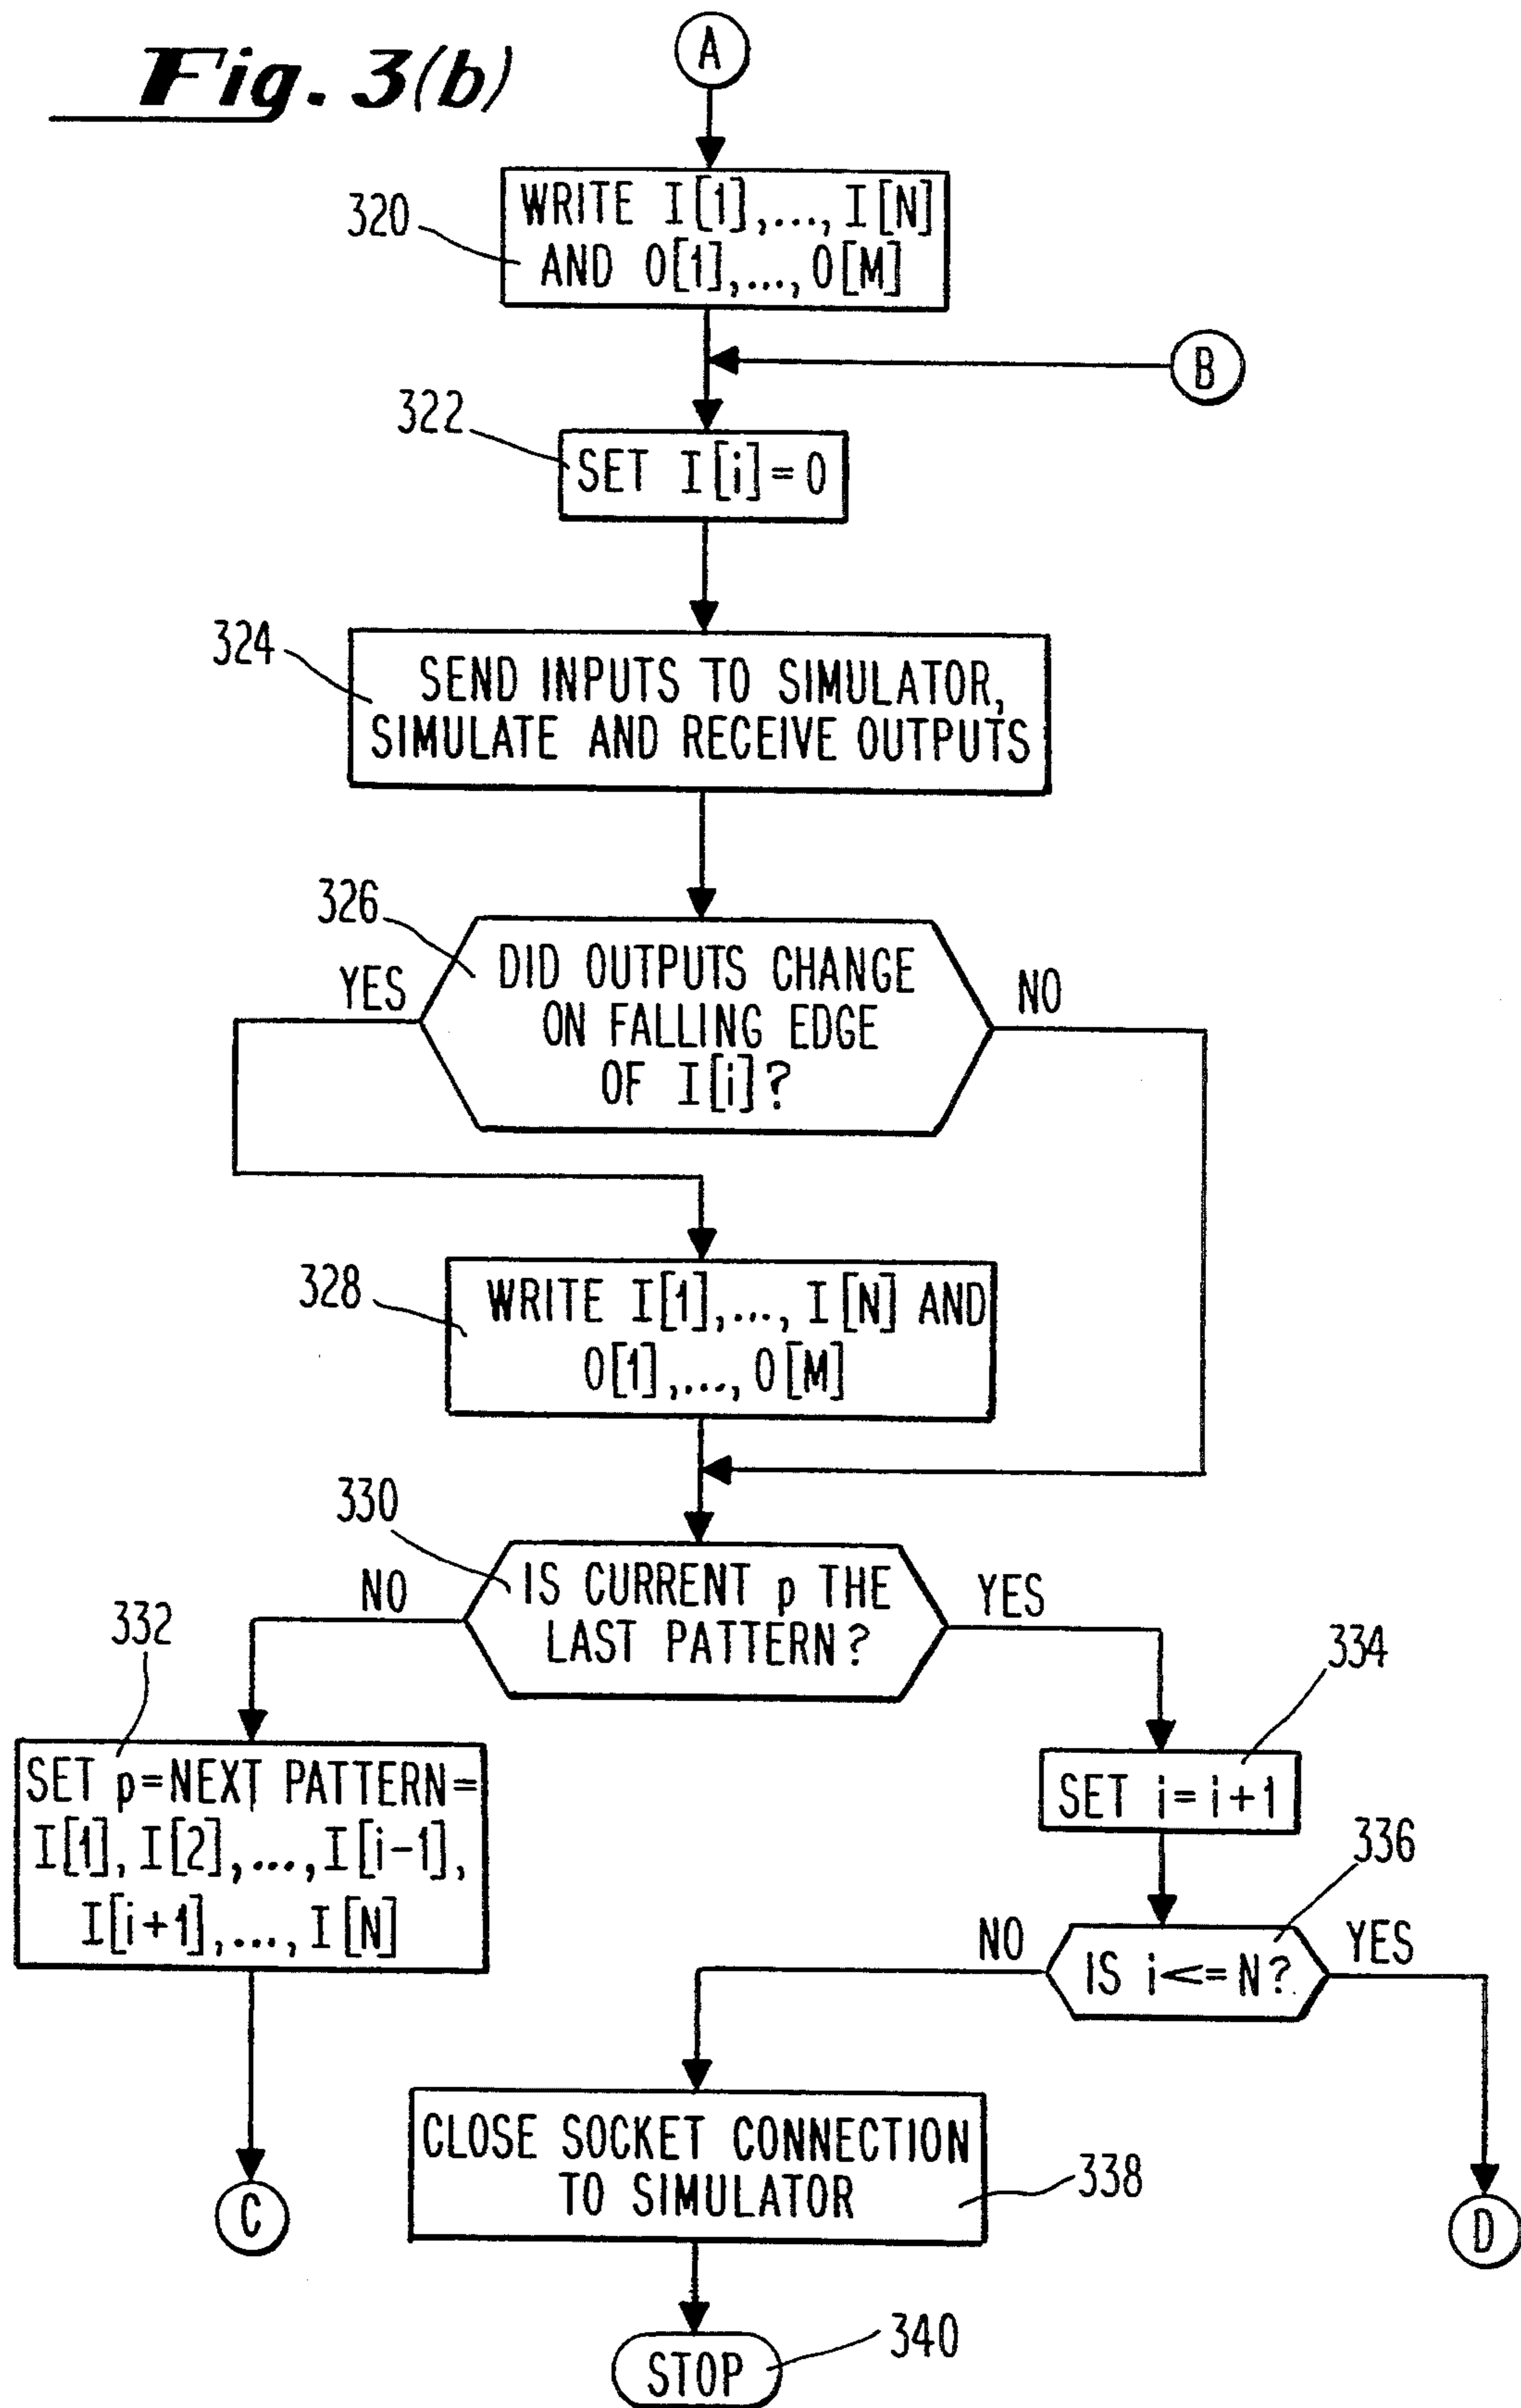 Fig. 3(b)
A
320
WRITE I[1],..., I[N]
AND O[1],..., O[M]
B
322
SET I[i]=0
324
SEND INPUTS TO SIMULATOR,
SIMULATE AND RECEIVE OUTPUTS
326
YES
DID OUTPUTS CHANGE
ON FALLING EDGE
OF I[i]?
NO
328
WRITE I[1],..., I[N] AND
O[1],..., O[M]
330
NO
IS CURRENT p THE
LAST PATTERN?
YES
332
SET p=NEXT PATTERN=
I[1], I[2],..., I[i-1],
I[i+1],..., I[N]
334
SET i=i+1
336
NO
IS i<=N?
YES
CLOSE SOCKET CONNECTION
TO SIMULATOR
338
C
D
STOP
340